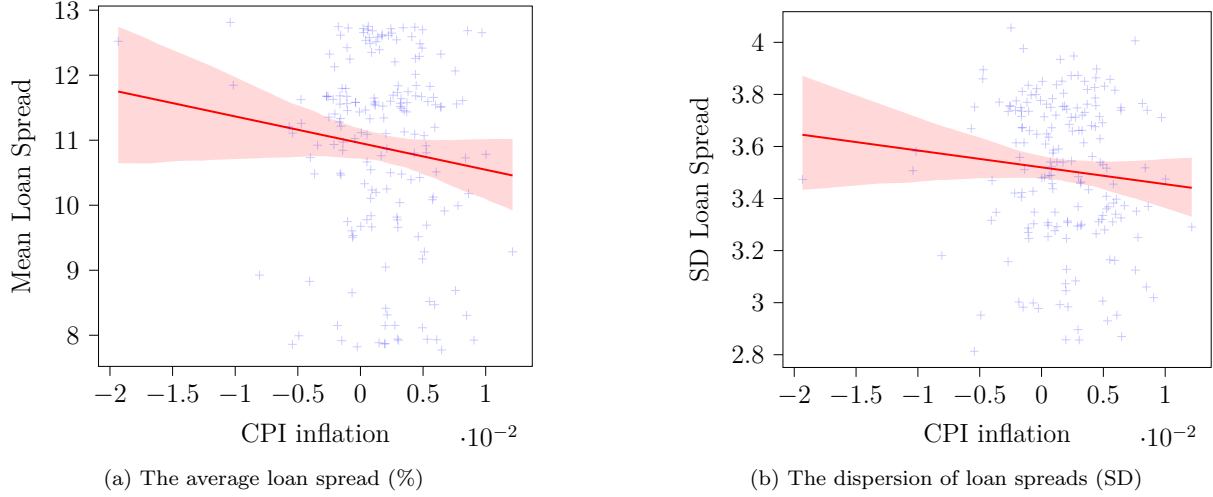 13
12
11
10
9
8
Mean Loan Spread
−2 −1.5 −1 −0.5 0 0.5 1
CPI inflation ·10−2
(a) The average loan spread (%)
4
3.8
3.6
3.4
3.2
3
2.8
SD Loan Spread
−2 −1.5 −1 −0.5 0 0.5 1
CPI inflation ·10−2
(b) The dispersion of loan spreads (SD)